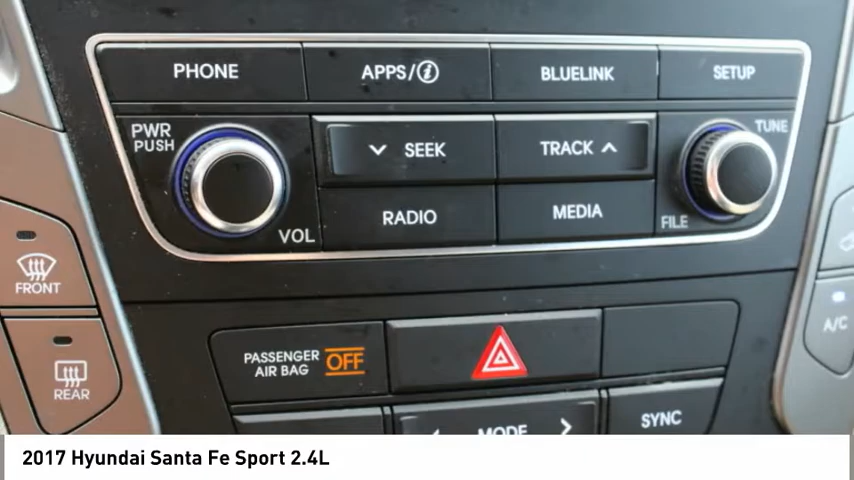 PHONE APPS/i BLUELINK SETUP
PWR
PUSH
SEEK TRACK
TUNE
RADIO MEDIA
VOL
FILE
FRONT
PASSENGER
AIR BAG
OFF
A/C
REAR
MODE
SYNC
2017 Hyundai Santa Fe Sport 2.4L